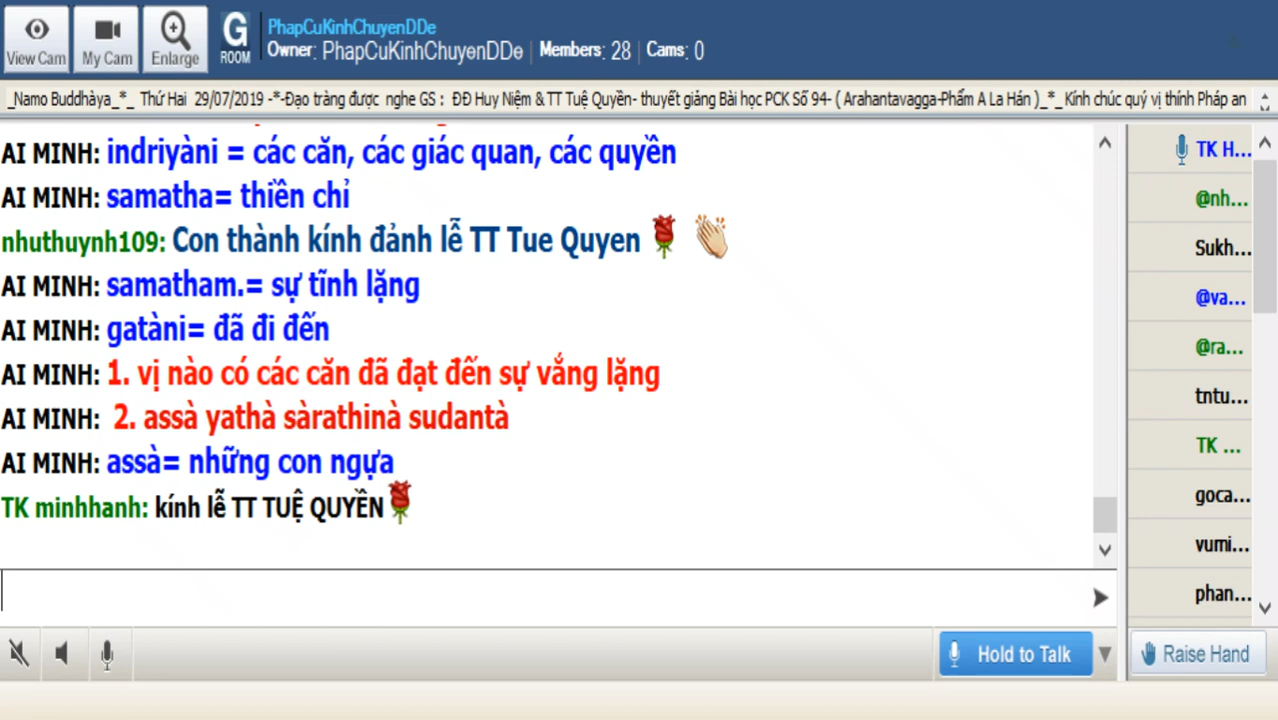 View Cam
My Cam
Enlarge
G
ROOM
PhapCuKinhChuyenDDe
Owner: PhapCuKinhChuyenDDe | Members: 28 | Cams: 0
_Namo Buddhàya_*_ Thứ Hai 29/07/2019 -*-Đạo tràng được nghe GS : ĐĐ Huy Niệm & TT Tuệ Quyền- thuyết giảng Bài học PCK Số 94- ( Arahantavagga-Phẩm A La Hán )_*_ Kính chúc quý vị thính Pháp an
AI MINH: indriyàni = các căn, các giác quan, các quyền
AI MINH: samatha= thiền chỉ
nhuthuynh109: Con thành kính đảnh lễ TT Tue Quyen
AI MINH: samatham.= sự tĩnh lặng
AI MINH: gatàni= đã đi đến
AI MINH: 1. vị nào có các căn đã đạt đến sự vắng lặng
AI MINH: 2. assà yathà sàrathinà sudantà
AI MINH: assà= những con ngựa
TK minhhanh: kính lễ TT TUỆ QUYỀN
TK H...
@nh...
Sukh...
@va...
@ra...
tntu...
TK ...
goca...
vumi...
phan...
Hold to Talk
Raise Hand